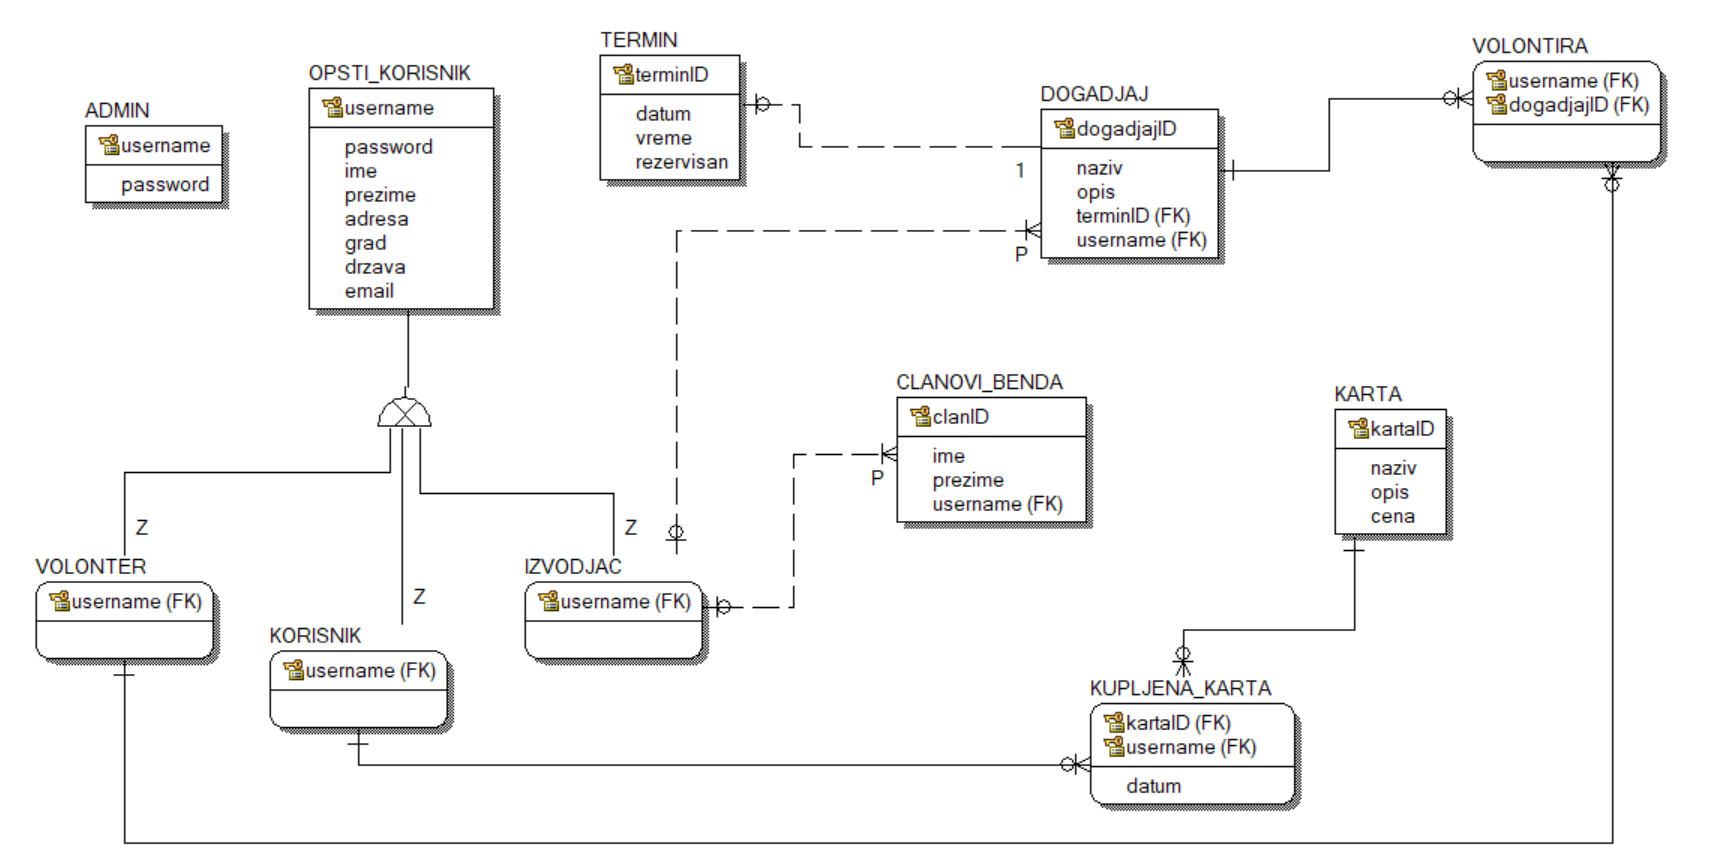 ADMIN
username
password
OPSTI_KORISNIK
username
password
ime
prezime
adresa
grad
drzava
email
TERMIN
terminID
datum
vreme
rezervisan
DOGADJAJ
dogadjajID
naziv
opis
terminID (FK)
username (FK)
1
P
VOLONTIRA
username (FK)
dogadjajID (FK)
CLANOVI_BENDA
clanID
ime
prezime
username (FK)
P
KARTA
kartaID
naziv
opis
cena
Z
Z
Z
VOLONTER
username (FK)
KORISNIK
username (FK)
IZVODJAC
username (FK)
KUPLJENA_KARTA
kartaID (FK)
username (FK)
datum